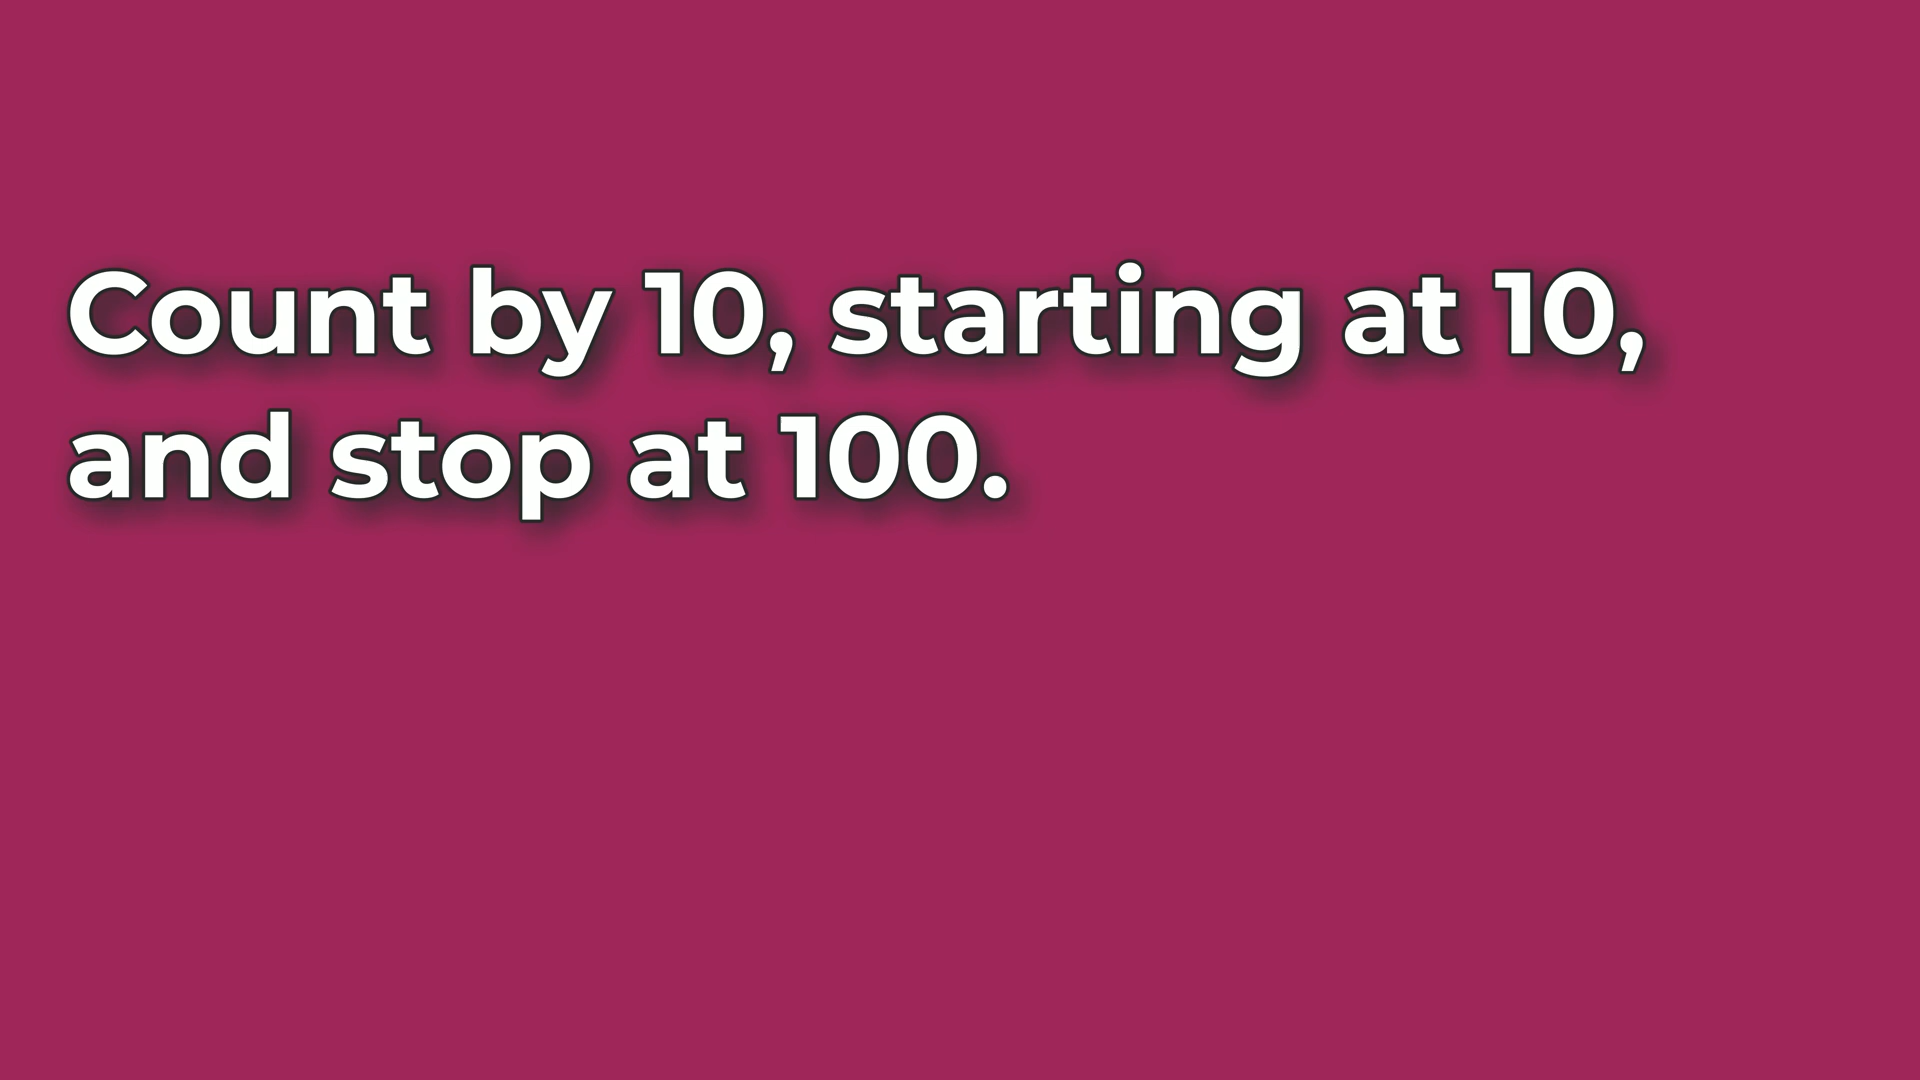 Count by 10, starting at 10,
and stop at 100.